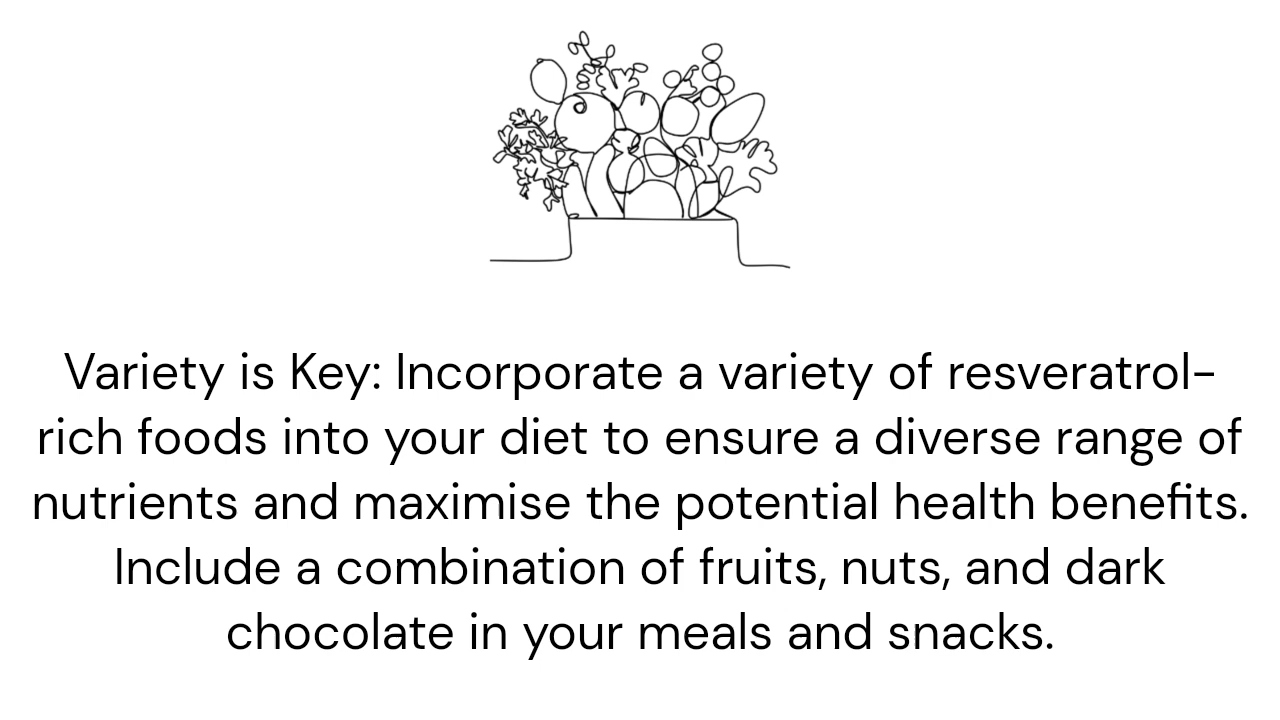 Variety is Key: Incorporate a variety of resveratrol-
rich foods into your diet to ensure a diverse range of
nutrients and maximise the potential health benefits.
Include a combination of fruits, nuts, and dark
chocolate in your meals and snacks.